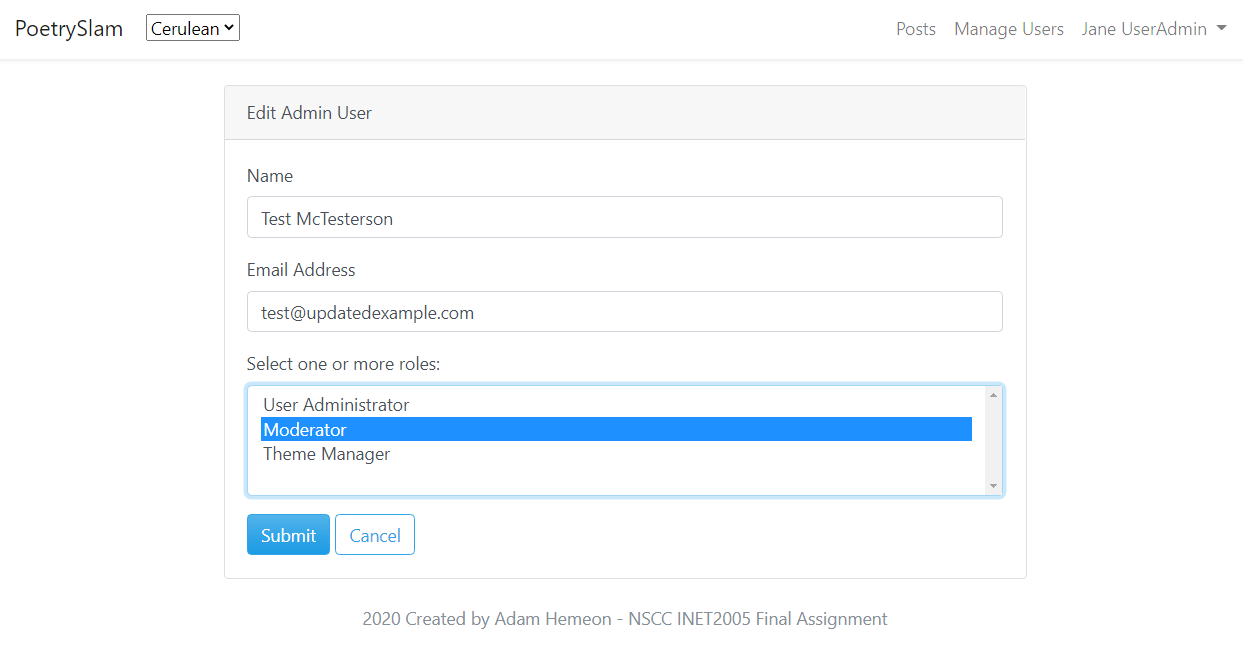 PoetrySlam Cerulean Posts Manage Users Jane UserAdmin
Edit Admin User
Name
Test McTesterson
Email Address
test@updatedexample.com
Select one or more roles:
User Administrator
Moderator
Theme Manager
Submit Cancel
2020 Created by Adam Hemeon - NSCC INET2005 Final Assignment